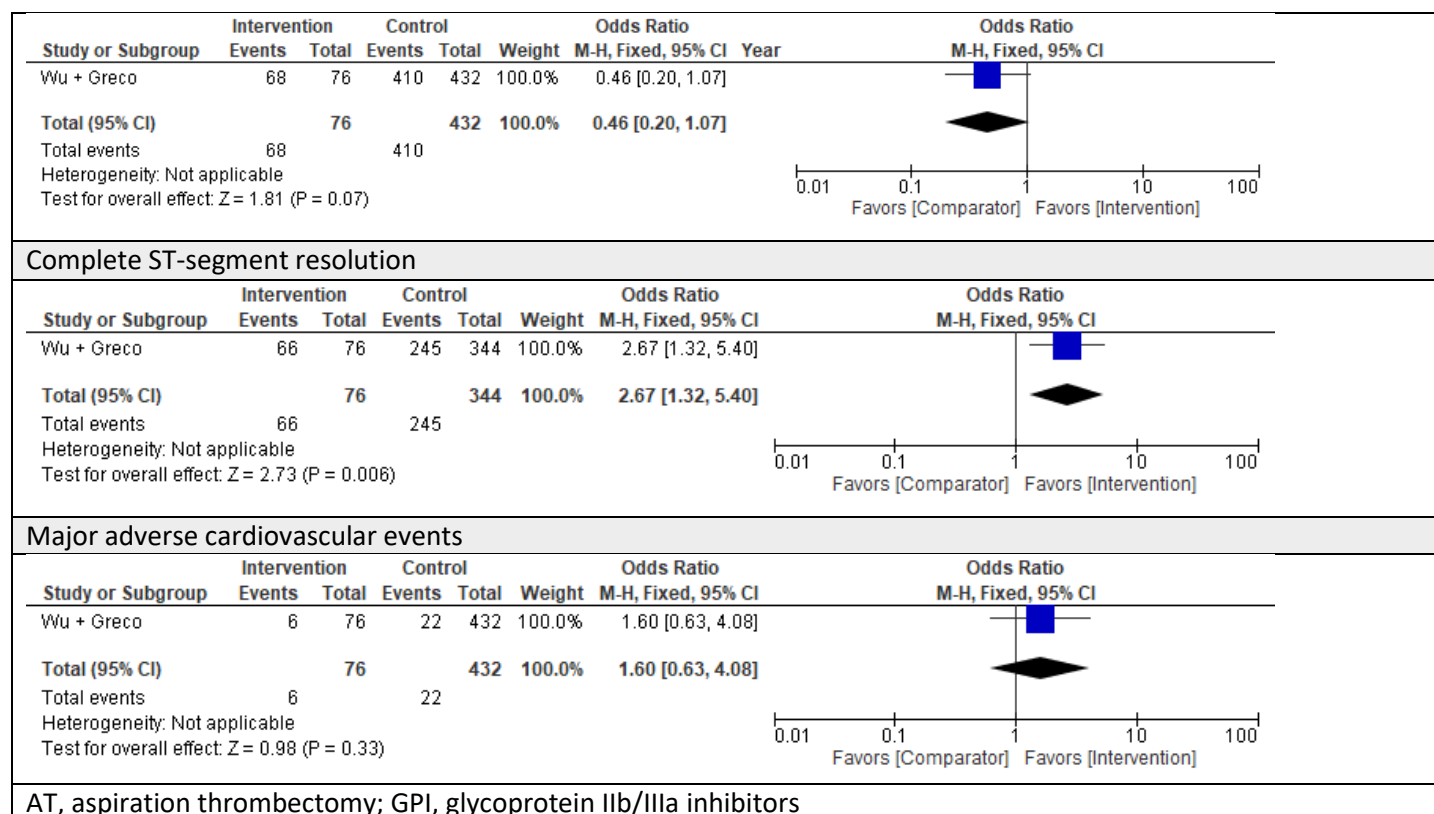 Intervention Control Odds Ratio Odds Ratio
Study or Subgroup Events Total Events Total Weight M-H, Fixed, 95% CI Year M-H, Fixed, 95% CI
Wu + Greco 68 76 410 432 100.0% 0.46 [0.20, 1.07]
Total (95% CI) 76 432 100.0% 0.46 [0.20, 1.07]
Total events 68 410
Heterogeneity: Not applicable
Test for overall effect: Z = 1.81 (P = 0.07)
0.01 0.1 1 10 100
Favors [Comparator] Favors [Intervention]
Complete ST-segment resolution
Intervention Control Odds Ratio Odds Ratio
Study or Subgroup Events Total Events Total Weight M-H, Fixed, 95% CI M-H, Fixed, 95% CI
Wu + Greco 66 76 245 344 100.0% 2.67 [1.32, 5.40]
Total (95% CI) 76 344 100.0% 2.67 [1.32, 5.40]
Total events 66 245
Heterogeneity: Not applicable
Test for overall effect: Z = 2.73 (P = 0.006)
0.01 0.1 1 10 100
Favors [Comparator] Favors [Intervention]
Major adverse cardiovascular events
Intervention Control Odds Ratio Odds Ratio
Study or Subgroup Events Total Events Total Weight M-H, Fixed, 95% CI M-H, Fixed, 95% CI
Wu + Greco 6 76 22 432 100.0% 1.60 [0.63, 4.08]
Total (95% CI) 76 432 100.0% 1.60 [0.63, 4.08]
Total events 6 22
Heterogeneity: Not applicable
Test for overall effect: Z = 0.98 (P = 0.33)
0.01 0.1 1 10 100
Favors [Comparator] Favors [Intervention]
AT, aspiration thrombectomy; GPI, glycoprotein IIb/IIIa inhibitors